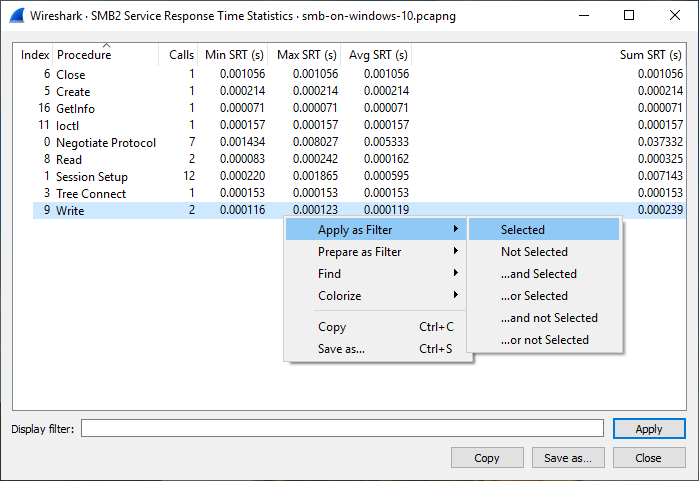 Wireshark · SMB2 Service Response Time Statistics · smb-on-windows-10.pcapng
Index Procedure Calls Min SRT (s) Max SRT (s) Avg SRT (s) Sum SRT (s)
6 Close 1 0.001056 0.001056 0.001056 0.001056
5 Create 1 0.000214 0.000214 0.000214 0.000214
16 GetInfo 1 0.000071 0.000071 0.000071 0.000071
11 Ioctl 1 0.000157 0.000157 0.000157 0.000157
0 Negotiate Protocol 7 0.001434 0.008027 0.005333 0.037332
8 Read 2 0.000083 0.000242 0.000162 0.000325
1 Session Setup 12 0.000220 0.001865 0.000595 0.007143
3 Tree Connect 1 0.000153 0.000153 0.000153 0.000153
9 Write 2 0.000116 0.000123 0.000119 0.000239
Apply as Filter
Prepare as Filter
Find
Colorize
Copy Ctrl+C
Save as... Ctrl+S
Selected
Not Selected
...and Selected
...or Selected
...and not Selected
...or not Selected
Display filter: Apply
Copy Save as... Close